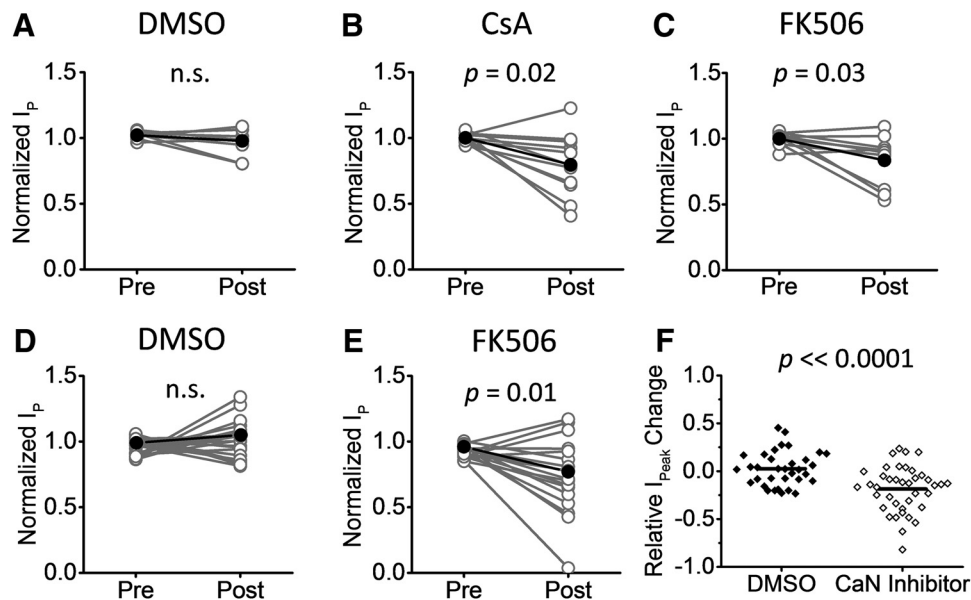 A DMSO
n.s.
Normalized I_P
1.5
1.0
0.5
0.0
Pre Post
B CsA
p = 0.02
Normalized I_P
1.5
1.0
0.5
0.0
Pre Post
C FK506
p = 0.03
Normalized I_P
1.5
1.0
0.5
0.0
Pre Post
D DMSO
n.s.
Normalized I_P
1.5
1.0
0.5
0.0
Pre Post
E FK506
p = 0.01
Normalized I_P
1.5
1.0
0.5
0.0
Pre Post
F
p << 0.0001
Relative I_Peak Change
1.0
0.5
0.0
-0.5
-1.0
DMSO CaN Inhibitor